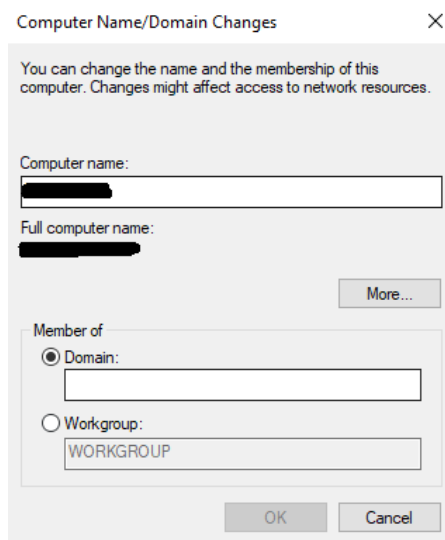 Computer Name/Domain Changes
You can change the name and the membership of this
computer. Changes might affect access to network resources.
Computer name:
Full computer name:
More...
Member of
Domain:
Workgroup:
WORKGROUP
OK
Cancel